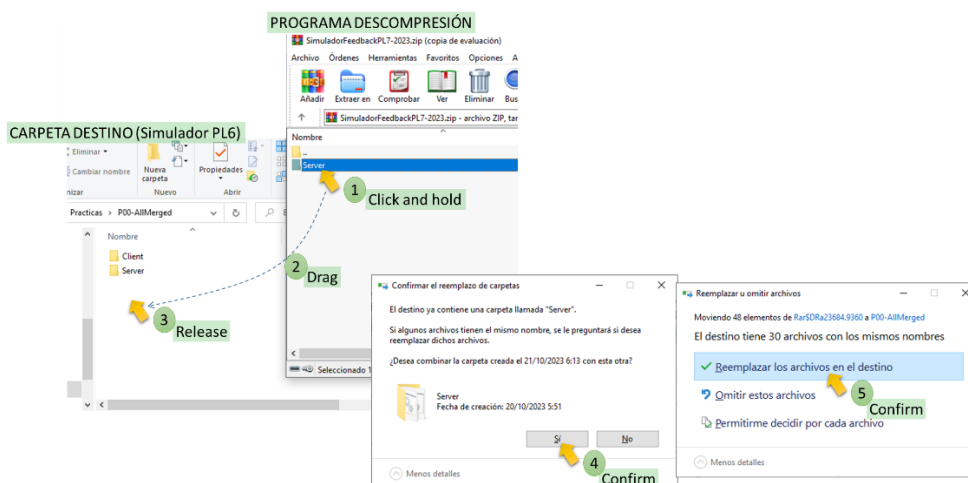 PROGRAMA DESCOMPRESIÓN
SimuladorFeedbackPL7-2023.zip (copia de evaluación)
Archivo Órdenes Herramientas Favoritos Opciones A
Añadir Extraer en Comprobar Ver Eliminar Bus
SimuladorFeedbackPL7-2023.zip - archivo ZIP, tar
Nombre
..
Server
1
Click and hold
CARPETA DESTINO (Simulador PL6)
Eliminar
Cambiar nombre
Nueva carpeta
Propiedades
nizar Nuevo Abrir
Practicas > P00-AllMerged
Nombre
Client
Server
2
Drag
3
Release
Seleccionado 1
Confirmar el reemplazo de carpetas
El destino ya contiene una carpeta llamada "Server".
Si algunos archivos tienen el mismo nombre, se le preguntará si desea
reemplazar dichos archivos.
¿Desea combinar la carpeta creada el 21/10/2023 6:13 con esta otra?
Server
Fecha de creación: 20/10/2023 5:51
Sí No
4
Confirm
Menos detalles
Reemplazar u omitir archivos
Moviendo 48 elementos de Rar$DRa23684.9360 a P00-AllMerged
El destino tiene 30 archivos con los mismos nombres
Reemplazar los archivos en el destino
Omitir estos archivos
5
Confirm
Permitirme decidir por cada archivo
Menos detalles